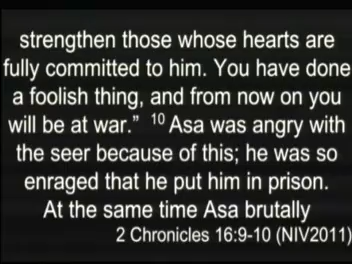 strengthen those whose hearts are
fully committed to him. You have done
a foolish thing, and from now on you
will be at war.” ¹⁰ Asa was angry with
the seer because of this; he was so
enraged that he put him in prison.
At the same time Asa brutally
2 Chronicles 16:9-10 (NIV2011)